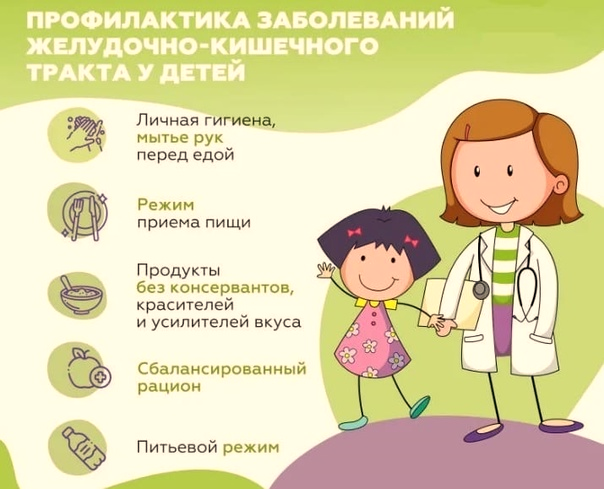 ПРОФИЛАКТИКА ЗАБОЛЕВАНИЙ
ЖЕЛУДОЧНО-КИШЕЧНОГО
ТРАКТА У ДЕТЕЙ
Личная гигиена,
мытье рук
перед едой
Режим
приема пищи
Продукты
без консервантов,
красителей
и усилителей вкуса
Сбалансированный
рацион
Питьевой режим